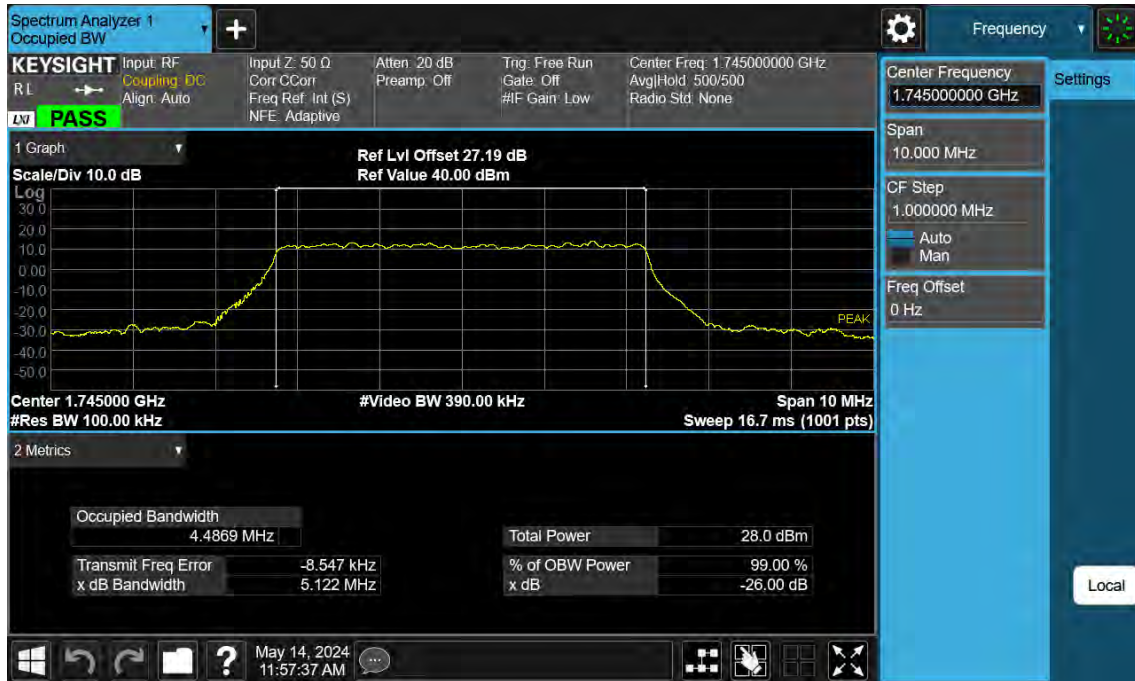 Spectrum Analyzer 1
Occupied BW
+
Frequency
KEYSIGHT
RL
LXI
PASS
Input: RF
Coupling: DC
Align: Auto
Input Z: 50 Ω
Corr CCorr
Freq Ref: Int (S)
NFE: Adaptive
Atten: 20 dB
Preamp: Off
Trig: Free Run
Gate: Off
#IF Gain: Low
Center Freq: 1.745000000 GHz
Avg|Hold: 500/500
Radio Std: None
Center Frequency
1.745000000 GHz
Settings
Span
10.000 MHz
CF Step
1.000000 MHz
Auto
Man
Freq Offset
0 Hz
Local
1 Graph
Scale/Div 10.0 dB
Ref Lvl Offset 27.19 dB
Ref Value 40.00 dBm
Log
30.0
20.0
10.0
0.00
-10.0
-20.0
-30.0
-40.0
-50.0
PEAK
Center 1.745000 GHz
#Res BW 100.00 kHz
#Video BW 390.00 kHz
Span 10 MHz
Sweep 16.7 ms (1001 pts)
2 Metrics
Occupied Bandwidth
4.4869 MHz
Total Power 28.0 dBm
Transmit Freq Error -8.547 kHz
% of OBW Power 99.00 %
x dB Bandwidth 5.122 MHz
x dB -26.00 dB
?
May 14, 2024
11:57:37 AM